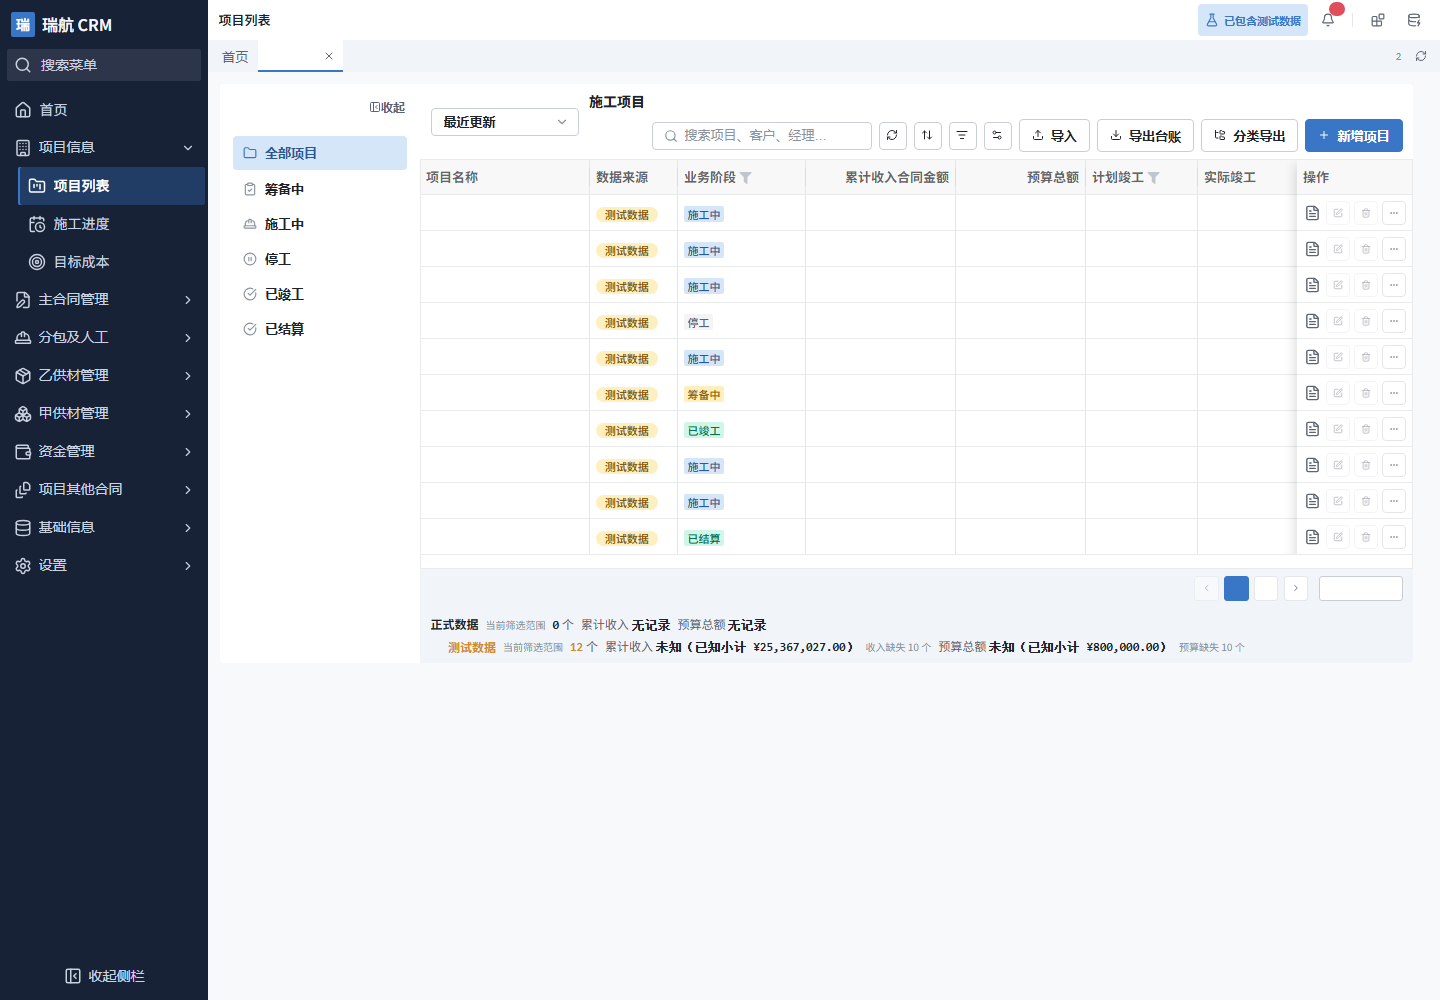 瑞 瑞航 CRM
搜索菜单
首页
项目信息
项目列表
施工进度
目标成本
主合同管理
分包及人工
乙供材管理
甲供材管理
资金管理
项目其他合同
基础信息
设置
收起侧栏
项目列表
已包含测试数据
首页
2
收起
全部项目
筹备中
施工中
停工
已竣工
已结算
最近更新
施工项目
搜索项目、客户、经理...
导入
导出台账
分类导出
新增项目
项目名称 数据来源 业务阶段 累计收入合同金额 预算总额 计划竣工 实际竣工 操作
测试数据 施工中
测试数据 施工中
测试数据 施工中
测试数据 停工
测试数据 施工中
测试数据 筹备中
测试数据 已竣工
测试数据 施工中
测试数据 施工中
测试数据 已结算
正式数据 当前筛选范围 0 个 累计收入 无记录 预算总额 无记录
测试数据 当前筛选范围 12 个 累计收入 未知（已知小计 ¥25,367,027.00） 收入缺失 10 个 预算总额 未知（已知小计 ¥800,000.00） 预算缺失 10 个